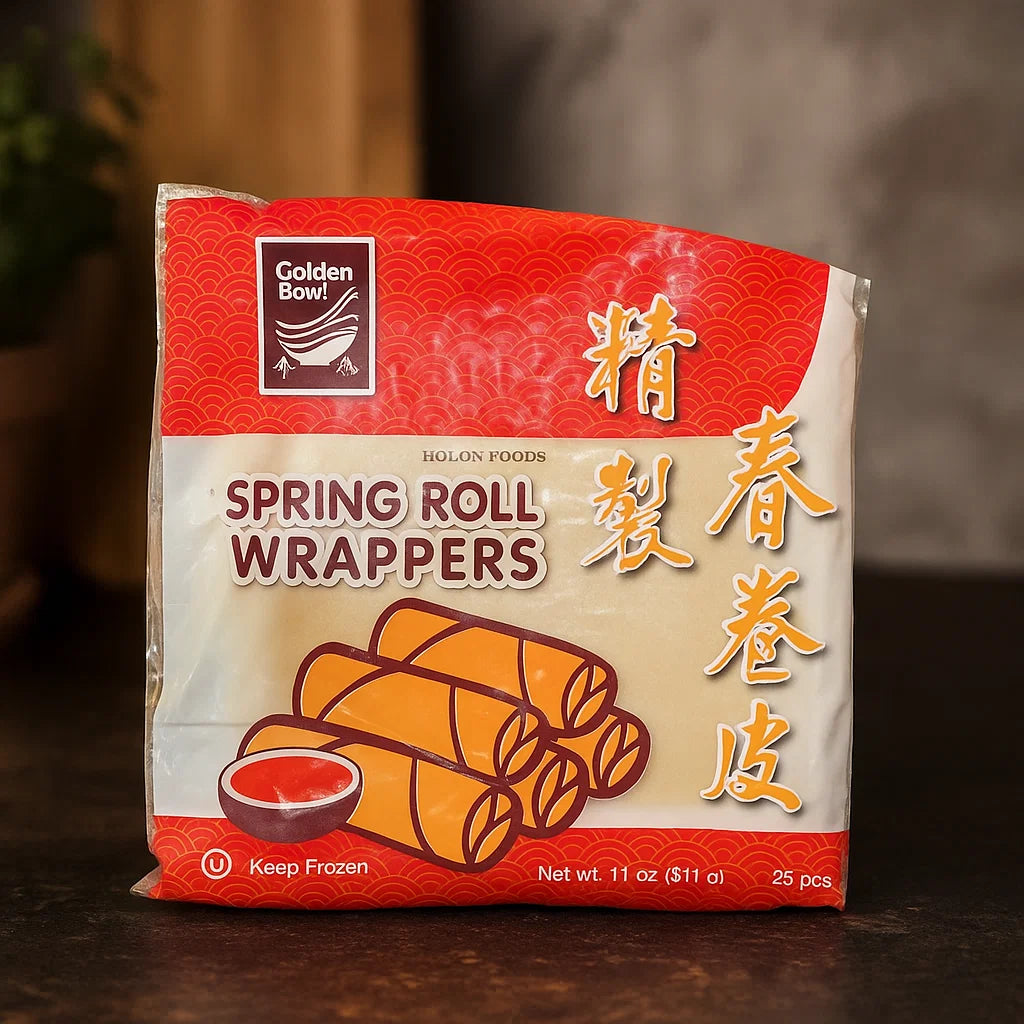 Golden
Bow!
HOLON FOODS
SPRING ROLL
WRAPPERS
精製
春卷皮
U
Keep Frozen
Net wt. 11 oz ($11 g)
25 pcs